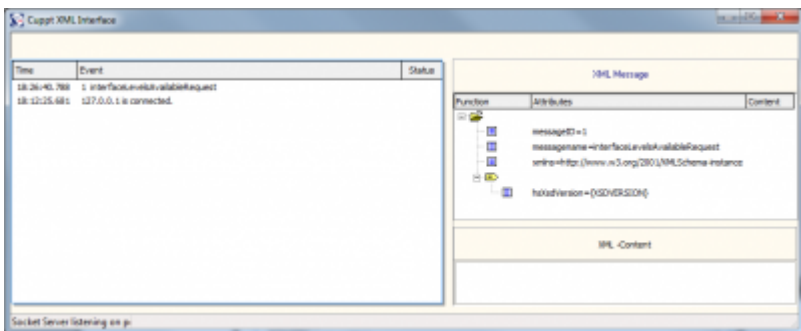 Cuppt XML Interface
Time Event Status
18:26:40.788 1 interfaceLevelsAvailableRequest
18:12:25.681 127.0.0.1 is connected.
XML Message
Function Attributes Content
messageID=1
messagename=interfaceLevelsAvailableRequest
xmlns=http://www.w3.org/2001/XMLSchema-instance
hsXsdVersion={XSDVERSION}
XML -Content
Socket Server listening on